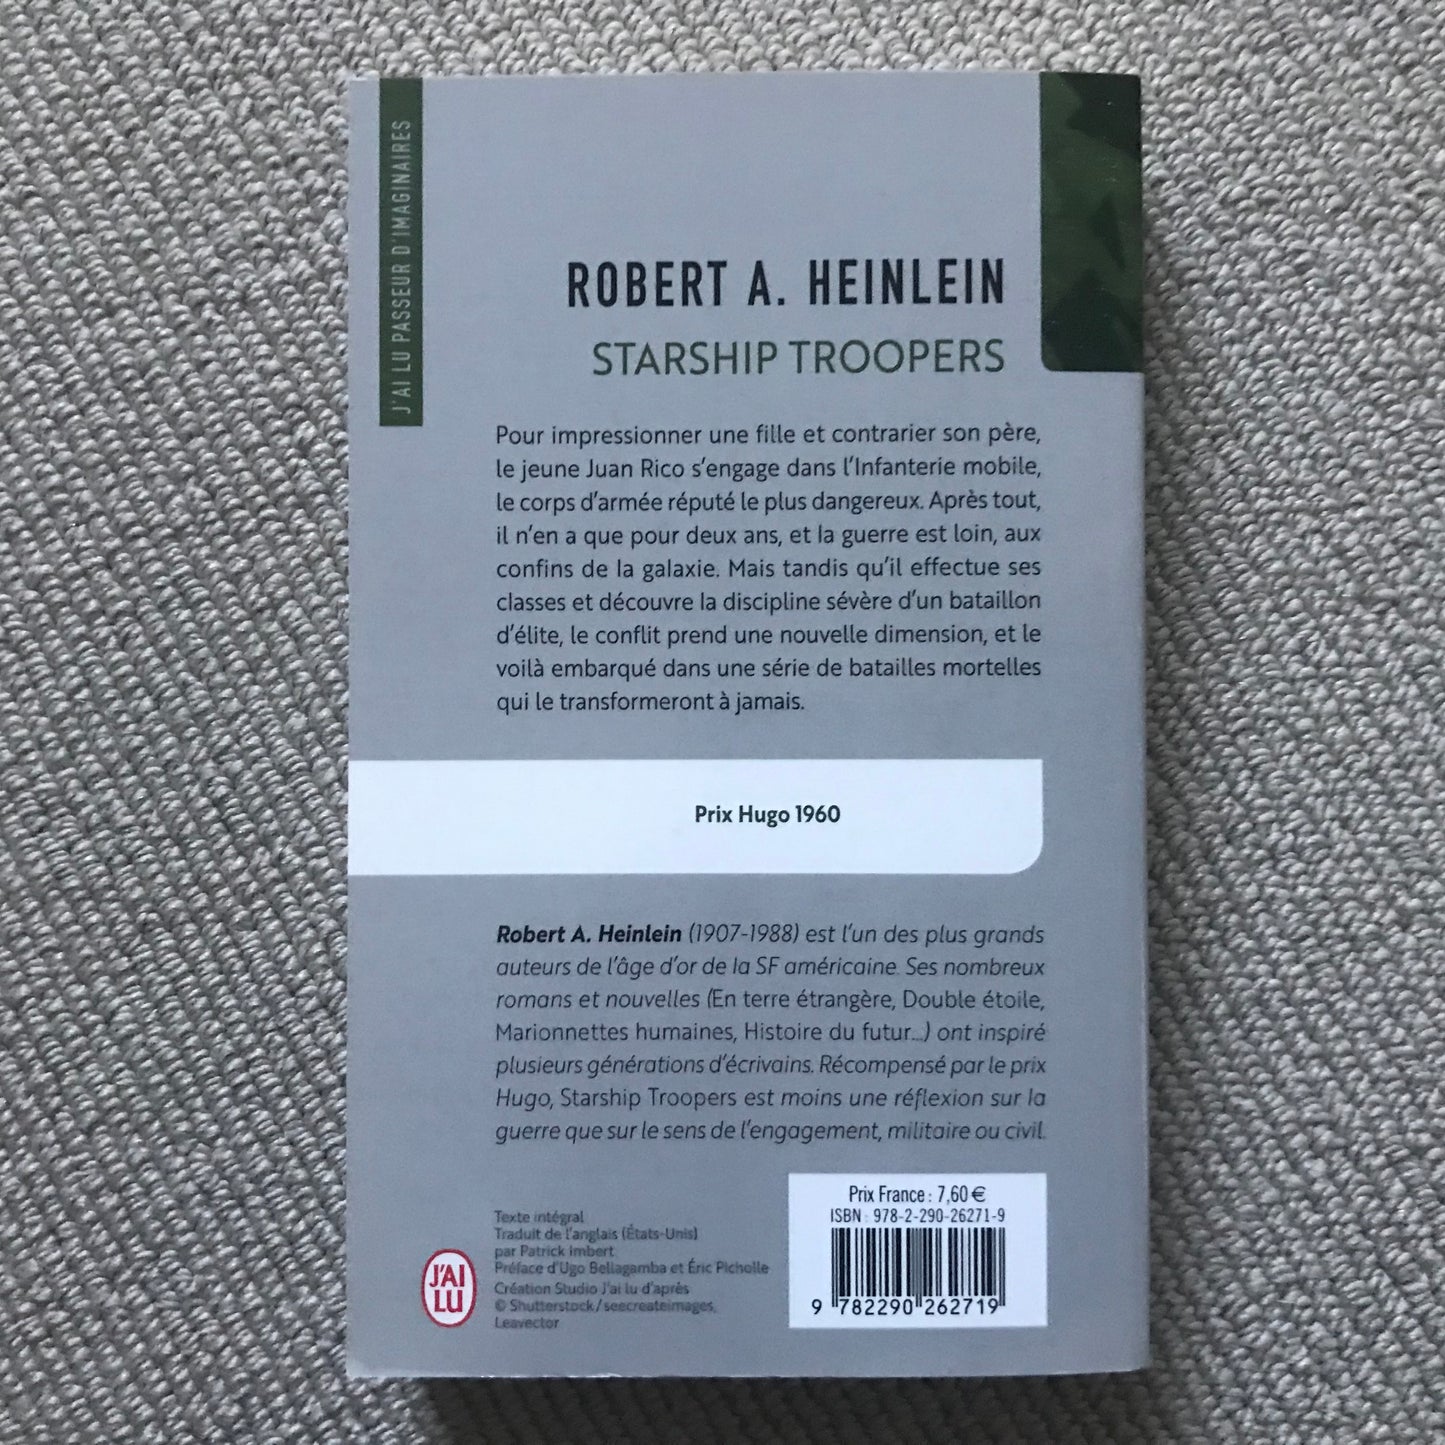 J'AI LU PASSEUR D'IMAGINAIRES
ROBERT A. HEINLEIN
STARSHIP TROOPERS
Pour impressionner une fille et contrarier son père,
le jeune Juan Rico s'engage dans l'Infanterie mobile,
le corps d'armée réputé le plus dangereux. Après tout,
il n'en a que pour deux ans, et la guerre est loin, aux
confins de la galaxie. Mais tandis qu'il effectue ses
classes et découvre la discipline sévère d'un bataillon
d'élite, le conflit prend une nouvelle dimension, et le
voilà embarqué dans une série de batailles mortelles
qui le transformeront à jamais.
Prix Hugo 1960
Robert A. Heinlein (1907-1988) est l'un des plus grands
auteurs de l'âge d'or de la SF américaine. Ses nombreux
romans et nouvelles (En terre étrangère, Double étoile,
Marionnettes humaines, Histoire du futur...) ont inspiré
plusieurs générations d'écrivains. Récompensé par le prix
Hugo, Starship Troopers est moins une réflexion sur la
guerre que sur le sens de l'engagement, militaire ou civil.
Texte intégral
Traduit de l'anglais (États-Unis)
par Patrick Imbert
Préface d'Ugo Bellagamba et Éric Picholle
Création Studio J'ai lu d'après
© Shutterstock / seecreateimages,
Leavector
J'AI
LU
Prix France : 7,60 €
ISBN : 978-2-290-26271-9
9 782290 262719